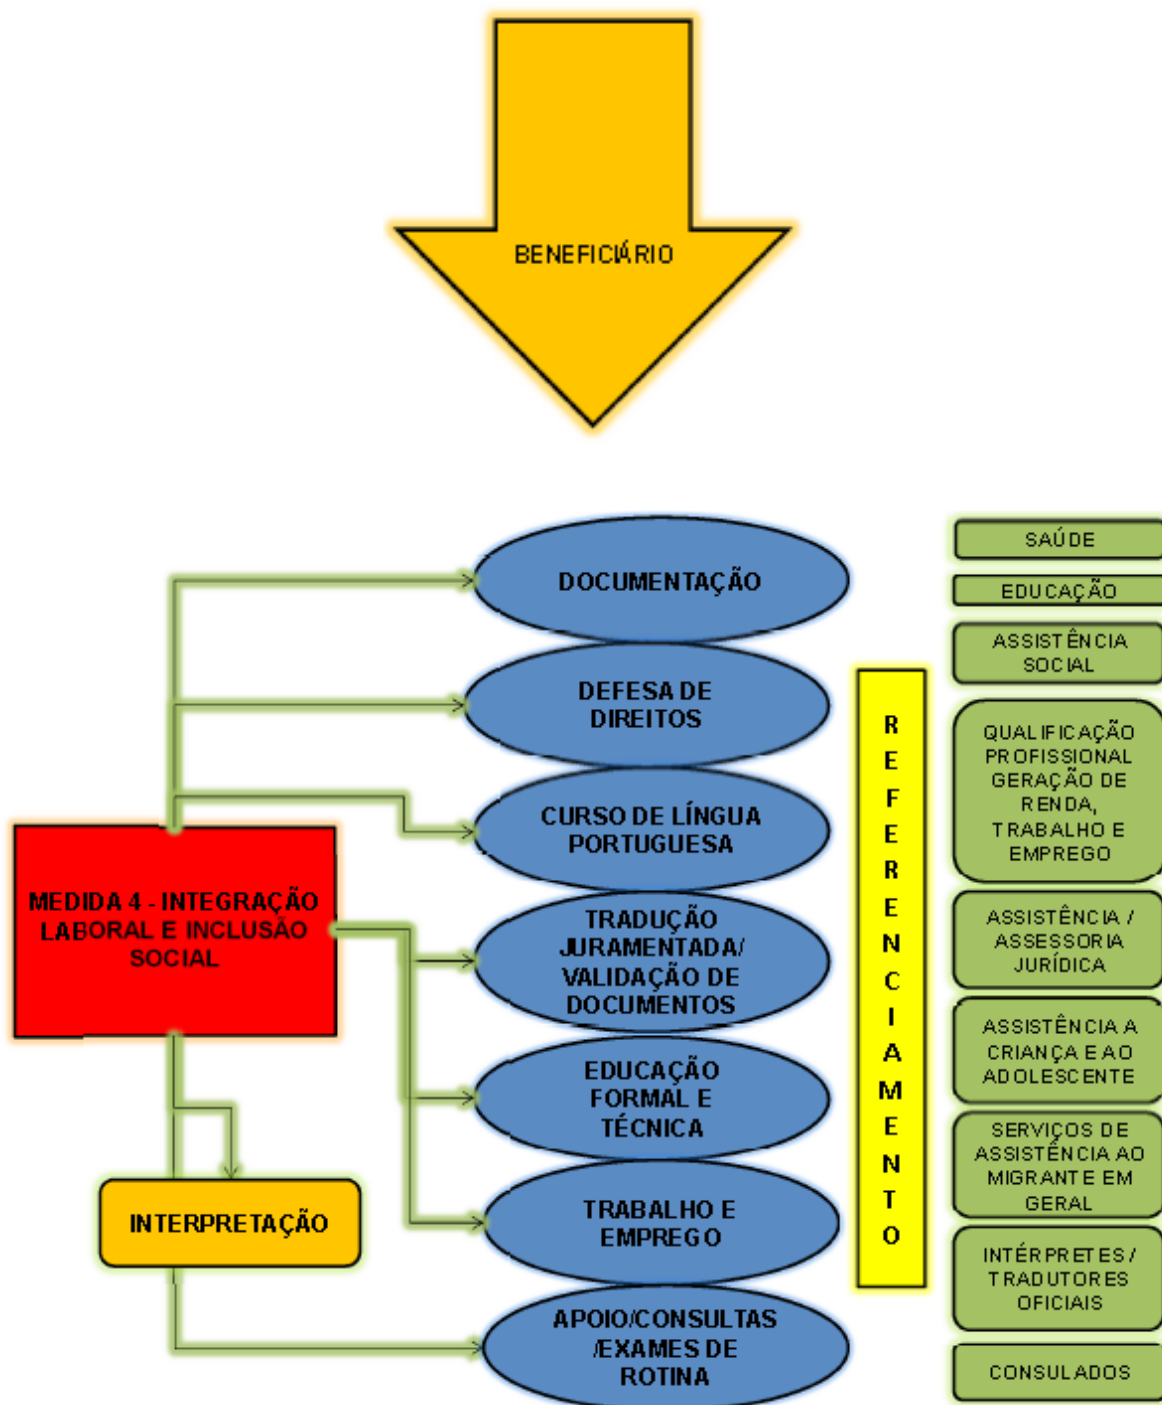 BENEFICIÁRIO
DOCUMENTAÇÃO
DEFESA DE
DIREITOS
CURSO DE LÍNGUA
PORTUGUESA
TRADUÇÃO
JURAMENTADA/
VALIDAÇÃO DE
DOCUMENTOS
EDUCAÇÃO
FORMAL E
TÉCNICA
TRABALHO E
EMPREGO
APOIO/CONSULTAS
/EXAMES DE
ROTINA
MEDIDA 4 - INTEGRAÇÃO
LABORAL E INCLUSÃO
SOCIAL
INTERPRETAÇÃO
R
E
F
E
R
E
N
C
I
A
M
E
N
T
O
SAÚDE
EDUCAÇÃO
ASSISTÊNCIA
SOCIAL
QUALIFICAÇÃO
PROFISSIONAL
GERAÇÃO DE
RENDA,
TRABALHO E
EMPREGO
ASSISTÊNCIA /
ASSESSORIA
JURÍDICA
ASSISTÊNCIA A
CRIANÇA E AO
ADOLESCENTE
SERVIÇOS DE
ASSISTÊNCIA AO
MIGRANTE EM
GERAL
INTÉRPRETES /
TRADUTORES
OFICIAIS
CONSULADOS